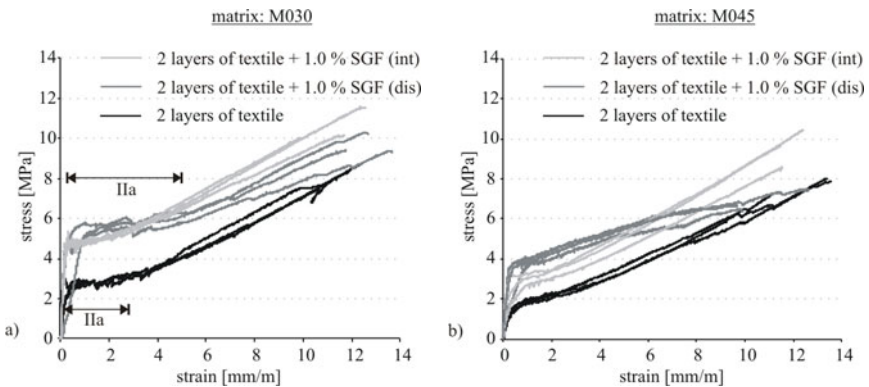 matrix: M030
2 layers of textile + 1.0 % SGF (int)
2 layers of textile + 1.0 % SGF (dis)
2 layers of textile
14
12
10
8
6
4
2
0
stress [MPa]
IIa
IIa
a)
0 2 4 6 8 10 12 14
strain [mm/m]
matrix: M045
2 layers of textile + 1.0 % SGF (int)
2 layers of textile + 1.0 % SGF (dis)
2 layers of textile
14
12
10
8
6
4
2
0
stress [MPa]
b)
0 2 4 6 8 10 12 14
strain [mm/m]